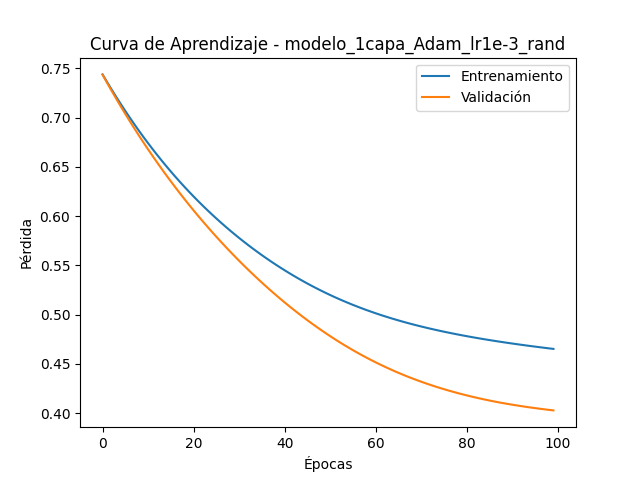 Curva de Aprendizaje - modelo_1capa_Adam_lr1e-3_rand
Entrenamiento
Validación
0.75
0.70
0.65
0.60
0.55
0.50
0.45
0.40
Pérdida
0 20 40 60 80 100
Épocas